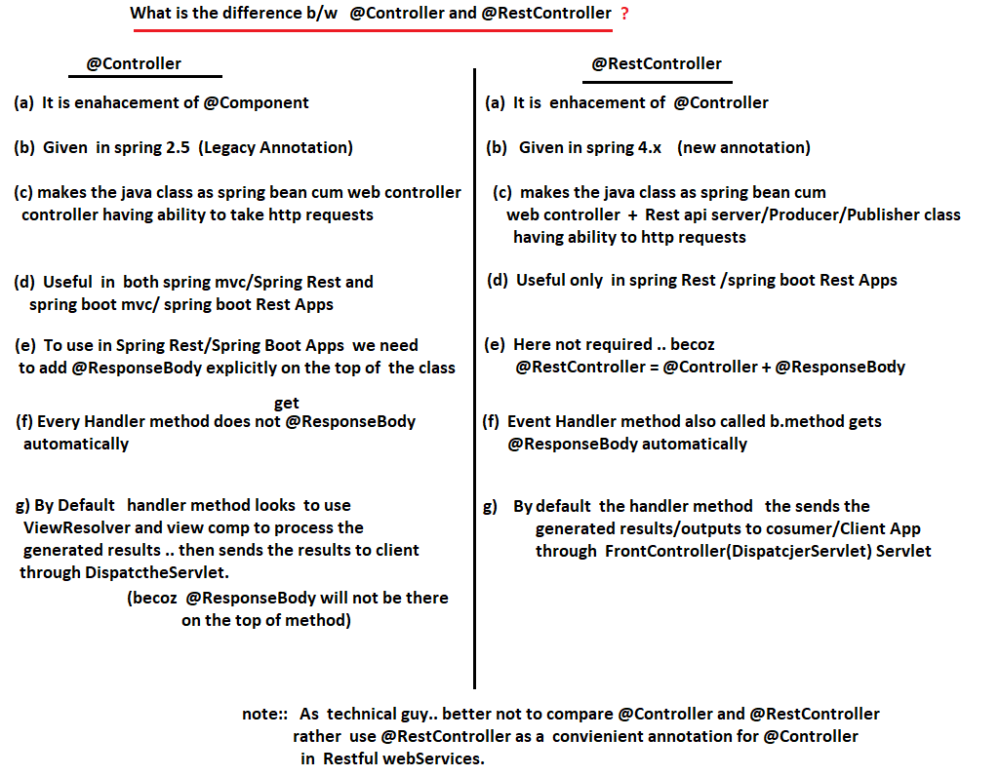 What is the difference b/w @Controller and @RestController ?
@Controller
(a) It is enahacement of @Component
(b) Given in spring 2.5 (Legacy Annotation)
(c) makes the java class as spring bean cum web controller
controller having ability to take http requests
(d) Useful in both spring mvc/Spring Rest and
spring boot mvc/ spring boot Rest Apps
(e) To use in Spring Rest/Spring Boot Apps we need
to add @ResponseBody explicitly on the top of the class
get
(f) Every Handler method does not @ResponseBody
automatically
g) By Default handler method looks to use
ViewResolver and view comp to process the
generated results .. then sends the results to client
through DispatctheServlet.
(becoz @ResponseBody will not be there
on the top of method)
@RestController
(a) It is enhacement of @Controller
(b) Given in spring 4.x (new annotation)
(c) makes the java class as spring bean cum
web controller + Rest api server/Producer/Publisher class
having ability to http requests
(d) Useful only in spring Rest /spring boot Rest Apps
(e) Here not required .. becoz
@RestController = @Controller + @ResponseBody
(f) Event Handler method also called b.method gets
@ResponseBody automatically
g) By default the handler method the sends the
generated results/outputs to cosumer/Client App
through FrontController(DispatcjerServlet) Servlet
note:: As technical guy.. better not to compare @Controller and @RestController
rather use @RestController as a convienient annotation for @Controller
in Restful webServices.